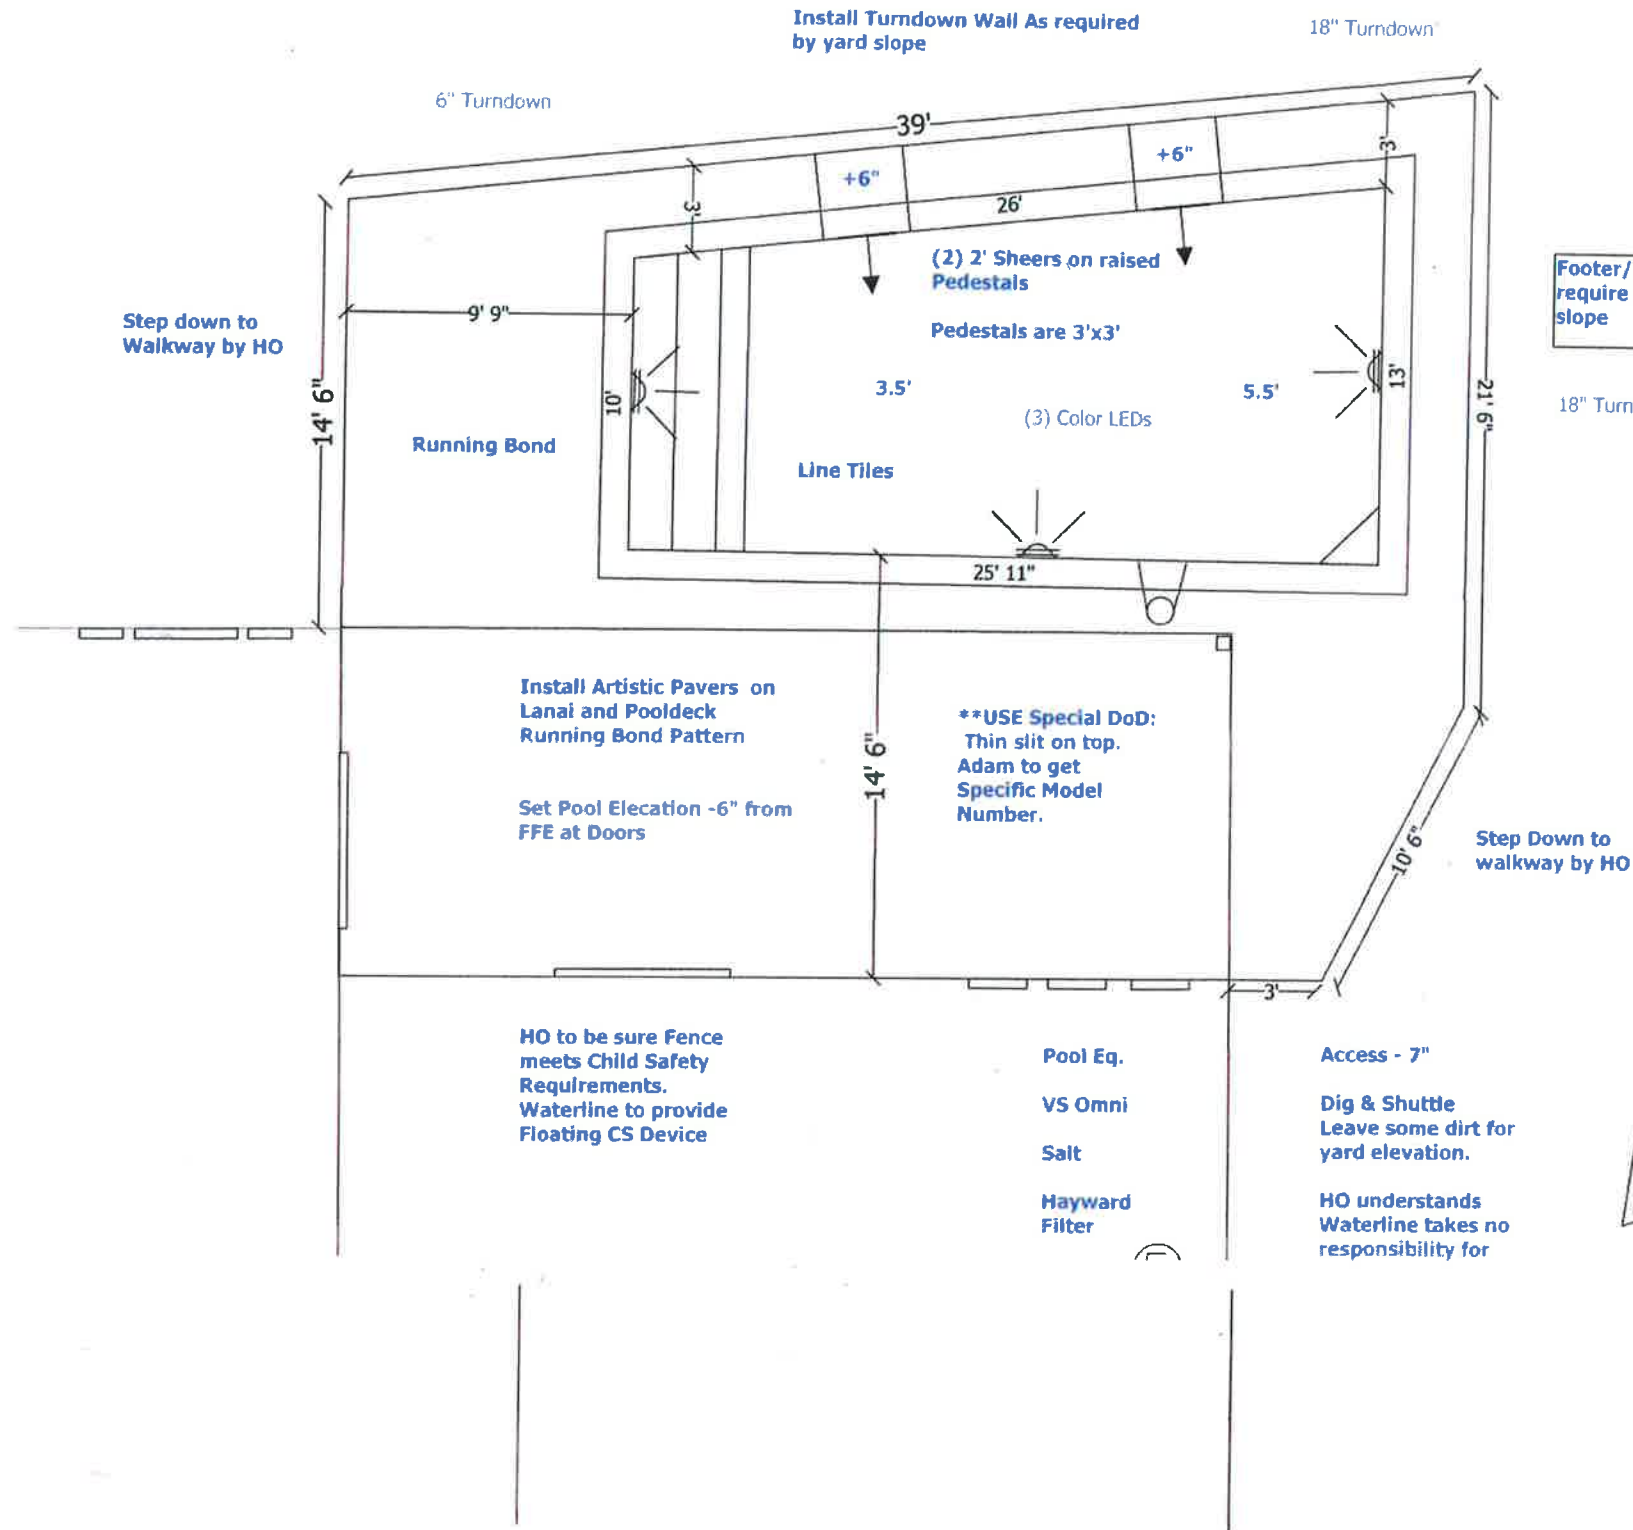 Install Turndown Wall As required
by yard slope
18" Turndown
6" Turndown
39'
3'
+6"
+6"
3'
26'
(2) 2' Sheers on raised
Pedestals
Pedestals are 3'x3'
Footer/
require
slope
9' 9"
Step down to
Walkway by HO
14' 6"
10'
3.5'
5.5'
13'
21' 6"
(3) Color LEDs
18" Turn
Running Bond
Line Tiles
25' 11"
Install Artistic Pavers on
Lanai and Pooldeck
Running Bond Pattern
Set Pool Elecation -6" from
FFE at Doors
14' 6"
**USE Special DoD:
Thin slit on top.
Adam to get
Specific Model
Number.
10' 6"
Step Down to
walkway by HO
3'
HO to be sure Fence
meets Child Safety
Requirements.
Waterline to provide
Floating CS Device
Pool Eq.
VS Omni
Salt
Hayward
Filter
Access - 7"
Dig & Shuttle
Leave some dirt for
yard elevation.
HO understands
Waterline takes no
responsibility for